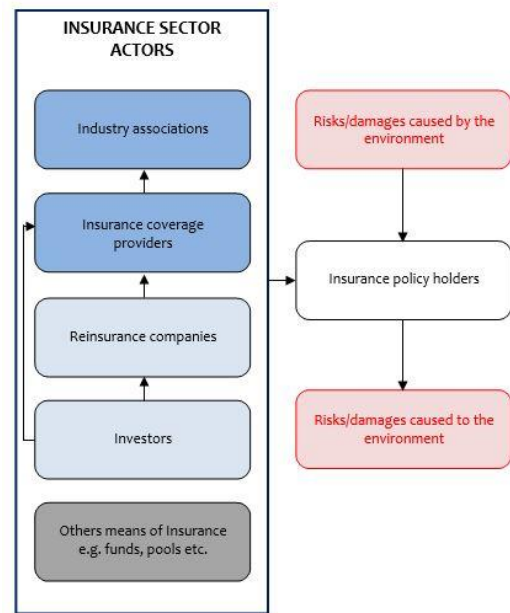 INSURANCE SECTOR
ACTORS
Industry associations
Insurance coverage
providers
Reinsurance companies
Investors
Others means of Insurance
e.g. funds, pools etc.
Risks/damages caused by the
environment
Insurance policy holders
Risks/damages caused to the
environment